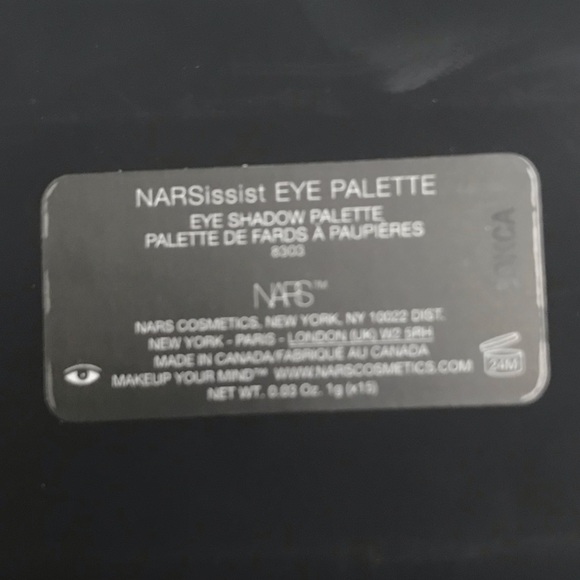 NARSissist EYE PALETTE
EYE SHADOW PALETTE
PALETTE DE FARDS À PAUPIÈRES
8303
NARS™
NARS COSMETICS, NEW YORK, NY 10022 DIST.
NEW YORK - PARIS - LONDON (UK) W2 5RH
MADE IN CANADA/FABRIQUÉ AU CANADA
MAKEUP YOUR MIND™ WWW.NARSCOSMETICS.COM
NET WT. 0.03 Oz. 1g (x15)
24M